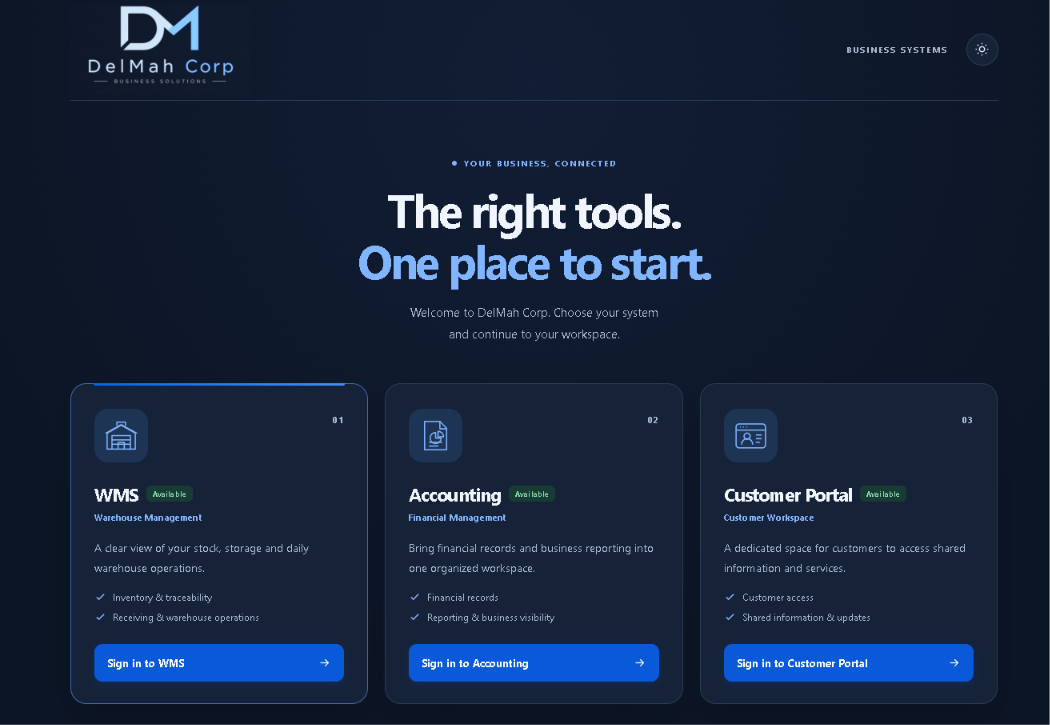 DM
DelMah Corp
BUSINESS SOLUTIONS
BUSINESS SYSTEMS
YOUR BUSINESS, CONNECTED
The right tools.
One place to start.
Welcome to DelMah Corp. Choose your system
and continue to your workspace.
01
WMS Available
Warehouse Management
A clear view of your stock, storage and daily
warehouse operations.
Inventory & traceability
Receiving & warehouse operations
Sign in to WMS →
02
Accounting Available
Financial Management
Bring financial records and business reporting into
one organized workspace.
Financial records
Reporting & business visibility
Sign in to Accounting →
03
Customer Portal Available
Customer Workspace
A dedicated space for customers to access shared
information and services.
Customer access
Shared information & updates
Sign in to Customer Portal →